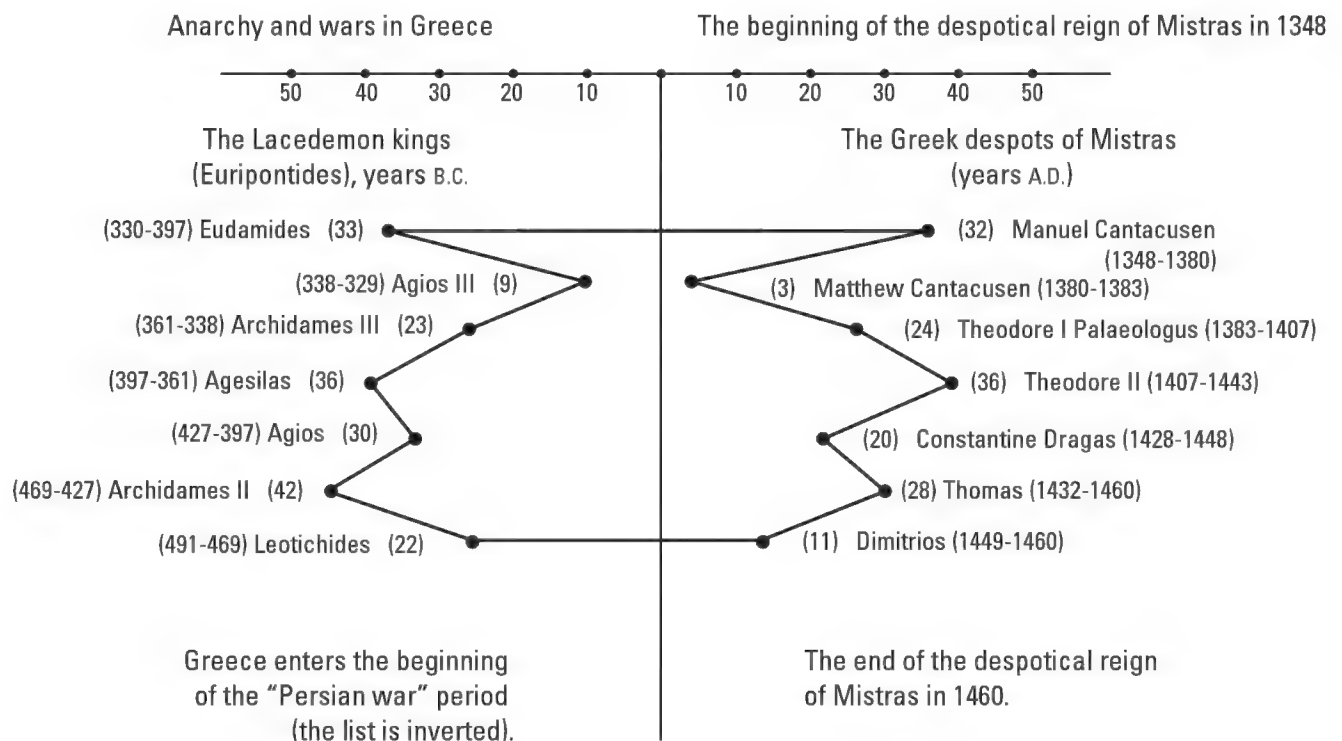 Anarchy and wars in Greece
The beginning of the despotical reign of Mistras in 1348
50 40 30 20 10 10 20 30 40 50
The Lacedemon kings
(Euripontides), years B.C.
The Greek despots of Mistras
(years A.D.)
(330-397) Eudamides (33)
(32) Manuel Cantacusen
(1348-1380)
(338-329) Agios III (9)
(3) Matthew Cantacusen (1380-1383)
(361-338) Archidames III (23)
(24) Theodore I Palaeologus (1383-1407)
(397-361) Agesilas (36)
(36) Theodore II (1407-1443)
(427-397) Agios (30)
(20) Constantine Dragas (1428-1448)
(469-427) Archidames II (42)
(28) Thomas (1432-1460)
(491-469) Leotichides (22)
(11) Dimitrios (1449-1460)
Greece enters the beginning
of the “Persian war” period
(the list is inverted).
The end of the despotical reign
of Mistras in 1460.